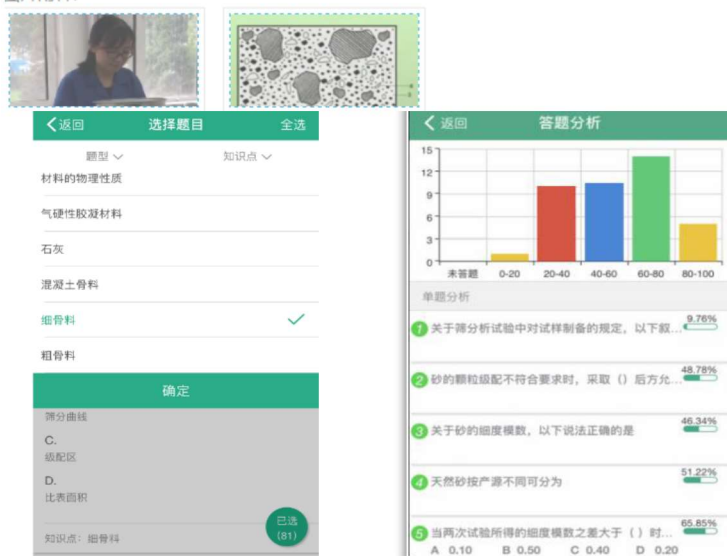 返回 选择题目 全选
题型 知识点
材料的物理性质
气硬性胶凝材料
石灰
混凝土骨料
细骨料
粗骨料
确定
筛分曲线
C.
级配区
D.
比表面积
已选
(81)
知识点：细骨料
返回 答题分析
15
12
9
6
3
0
未答题 0-20 20-40 40-60 60-80 80-100
单题分析
9.76%
1 关于筛分析试验中对试样制备的规定，以下叙...
48.78%
2 砂的颗粒级配不符合要求时，采取（）后方允...
46.34%
3 关于砂的细度模数，以下说法正确的是
51.22%
4 天然砂按产源不同可分为
65.85%
5 当两次试验所得的细度模数之差大于（）时...
A 0.10 B 0.50 C 0.40 D 0.20